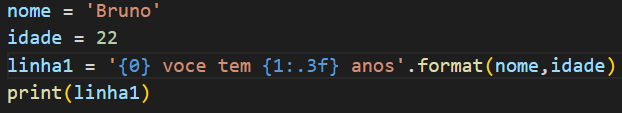 nome = 'Bruno'
idade = 22
linha1 = '{0} voce tem {1:.3f} anos'.format(nome,idade)
print(linha1)